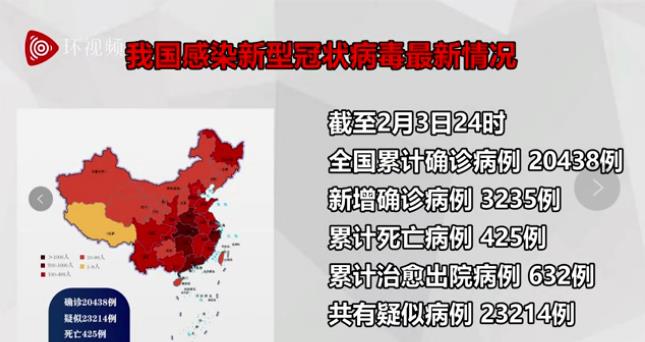 环视频
我国感染新型冠状病毒最新情况
截至2月3日24时
全国累计确诊病例 20438例
新增确诊病例 3235例
累计死亡病例 425例
累计治愈出院病例 632例
共有疑似病例 23214例
确诊20438例
疑似23214例
死亡425例